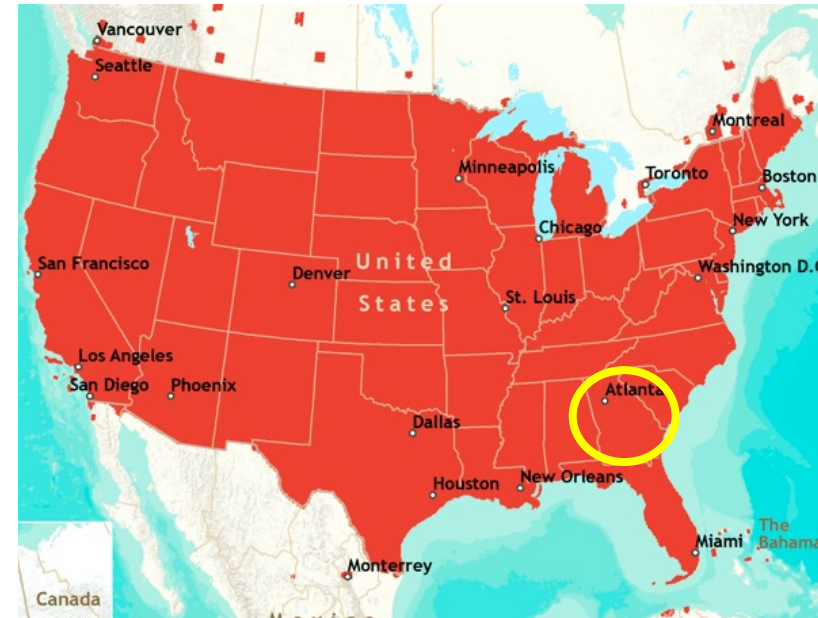 Vancouver
Seattle
Montreal
Minneapolis
Toronto
Boston
New York
Chicago
San Francisco
United
Washington D.C
Denver
States
St. Louis
Los Angeles
San Diego
Phoenix
Atlanta
Dallas
New Orleans
Houston
The
Bahama
Miami
Monterrey
Canada